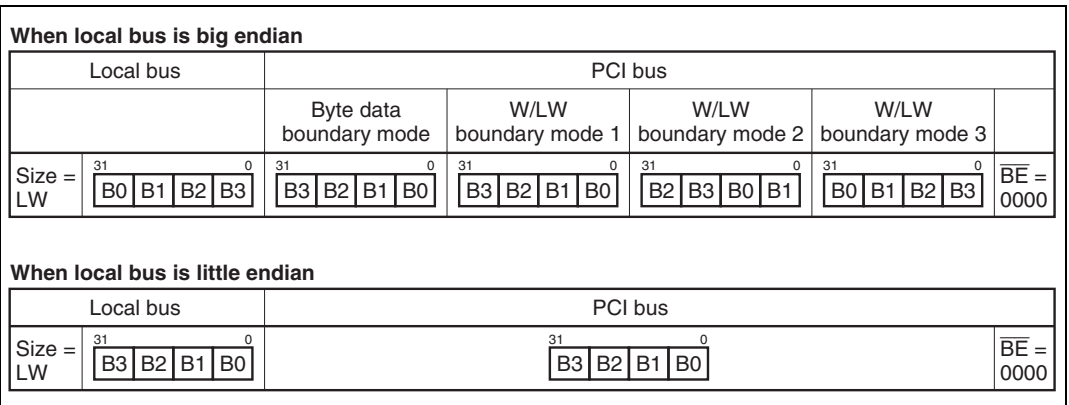 When local bus is big endian
Local bus PCI bus
Byte data boundary mode W/LW boundary mode 1 W/LW boundary mode 2 W/LW boundary mode 3
31 0 31 0 31 0 31 0 31 0
Size = LW B0 B1 B2 B3 B3 B2 B1 B0 B3 B2 B1 B0 B2 B3 B0 B1 B0 B1 B2 B3 B̅E̅ = 0000
When local bus is little endian
Local bus PCI bus
31 0 31 0
Size = LW B3 B2 B1 B0 B3 B2 B1 B0 B̅E̅ = 0000